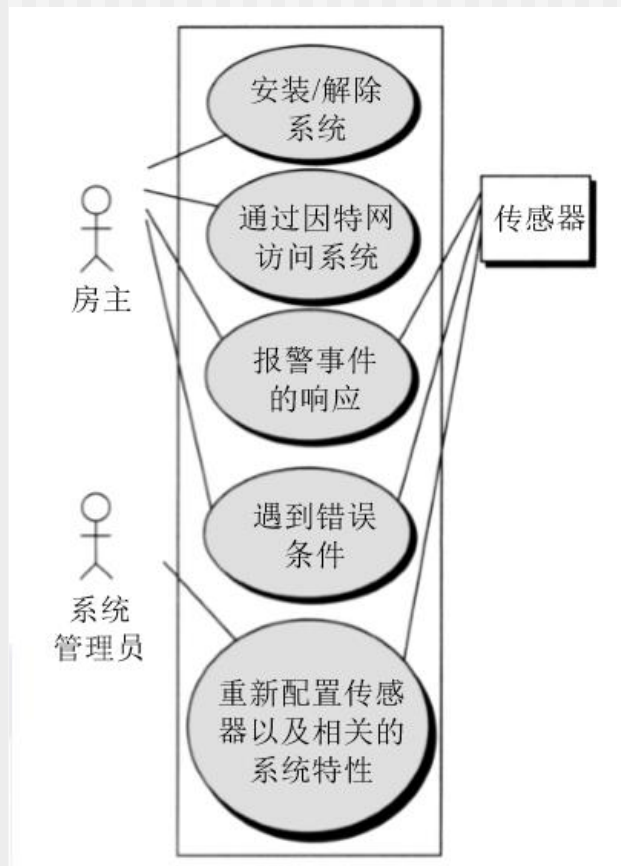 安装/解除
系统
通过因特网
访问系统
传感器
房主
报警事件
的响应
遇到错误
条件
系统
管理员
重新配置传感
器以及相关的
系统特性